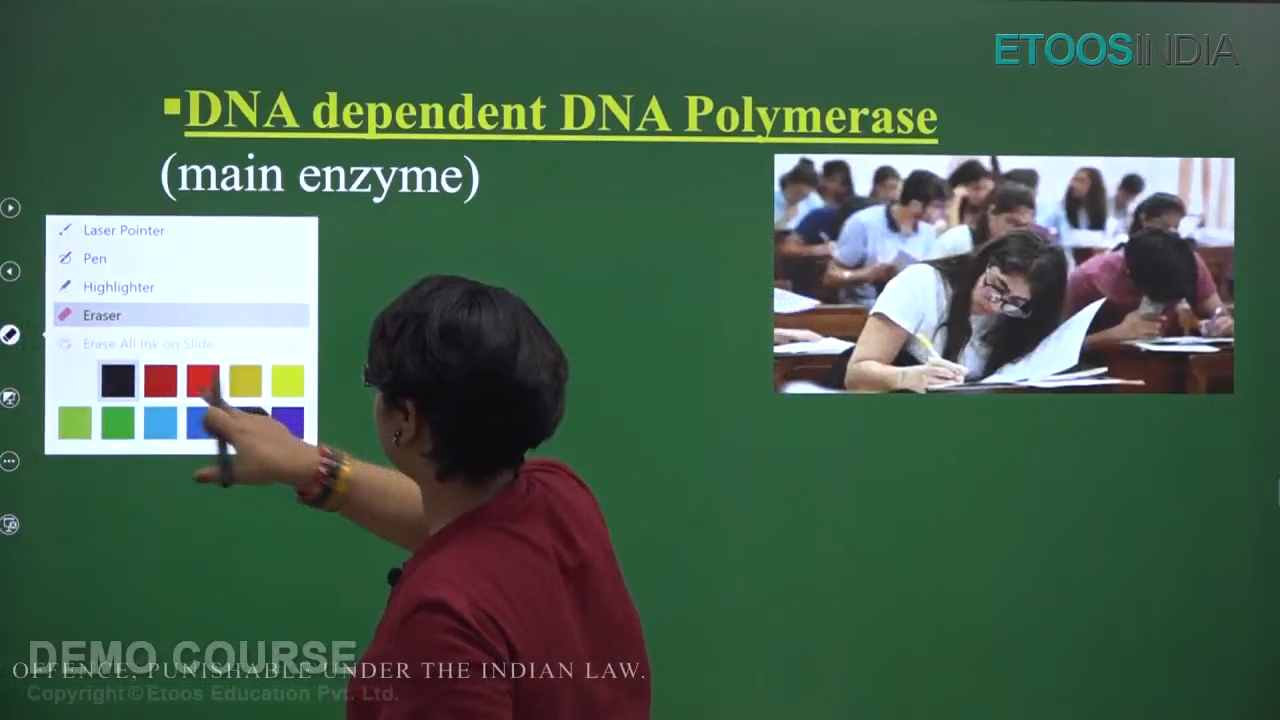 ETOOSINDIA
▪DNA dependent DNA Polymerase
(main enzyme)
Laser Pointer
Pen
Highlighter
Eraser
Erase All Ink on Slide
DEMO COURSE
OFFENCE, PUNISHABLE UNDER THE INDIAN LAW.
Copyright © Etoos Education Pvt. Ltd.